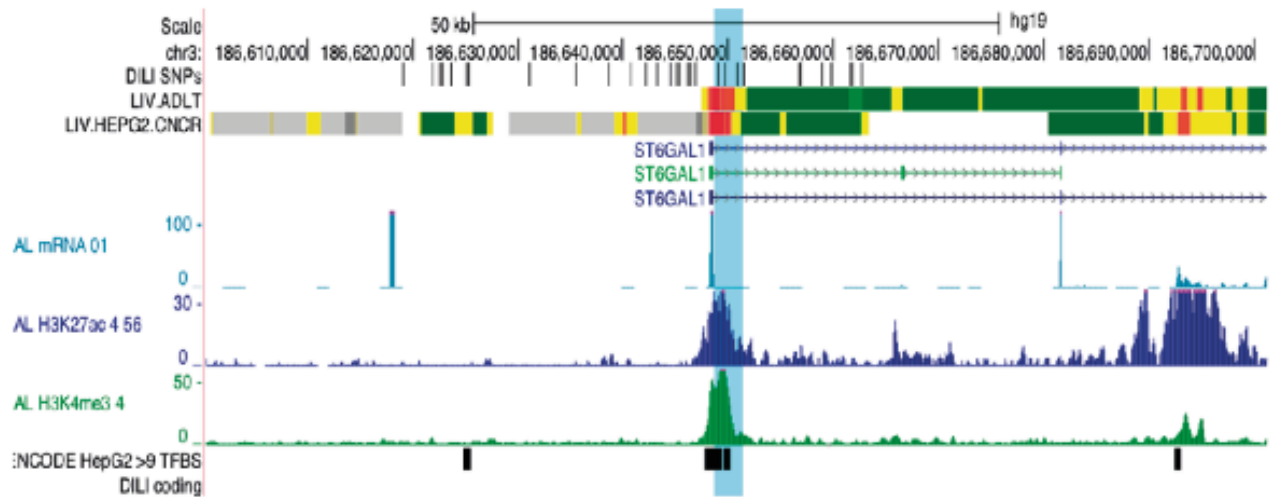 Scale 50 kb hg19
chr3: 186,610,000 186,620,000 186,630,000 186,640,000 186,650,000 186,660,000 186,670,000 186,680,000 186,690,000 186,700,000
DILI SNPs
LIV.ADLT
LIV.HEPG2.CNCR
ST6GAL1
ST6GAL1
ST6GAL1
100 -
AL mRNA 01
0 _
30 -
AL H3K27ac 4 56
0 _
50 -
AL H3K4me3 4
0 _
ENCODE HepG2 >9 TFBS
DILI coding